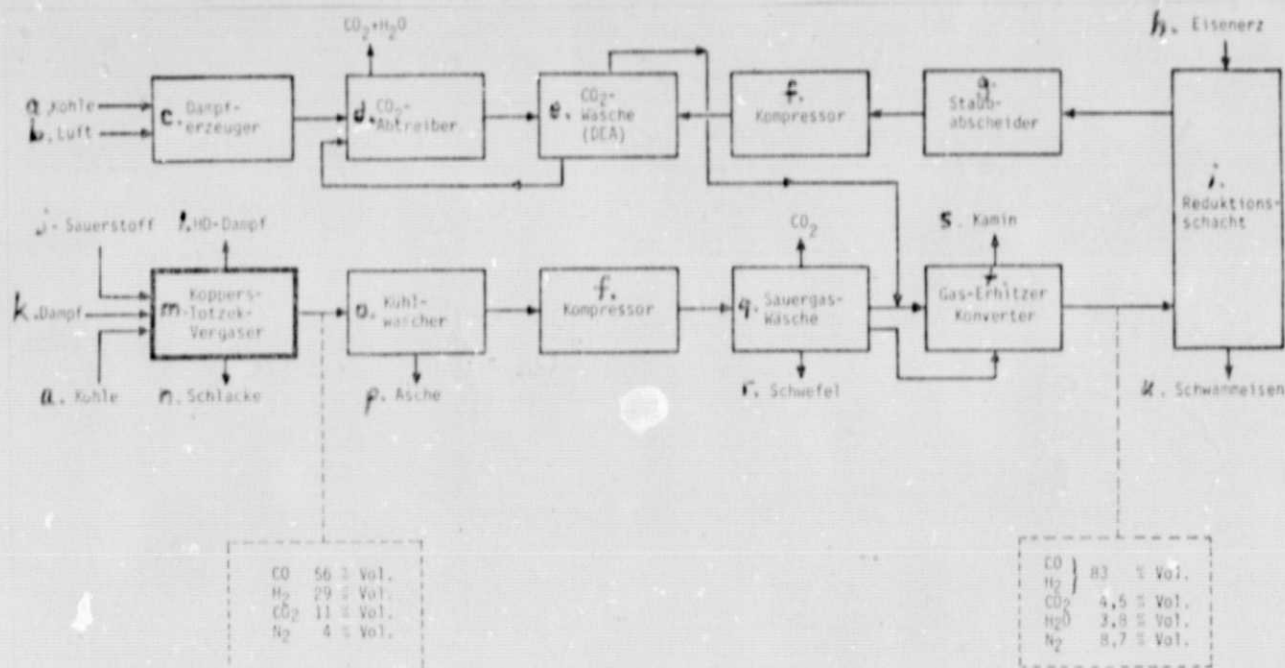 CO₂+H₂O
h. Eisenerz
a. Kohle
b. Luft
c. Dampf-
erzeuger
d. CO₂-
Abtreiber
e. CO₂-
Wäsche
(DEA)
f.
Kompressor
g.
Staub-
abscheider
i.
Reduktions-
schacht
j. Sauerstoff
l. HD-Dampf
CO₂
s. Kamin
k. Dampf
m. Koppers-
Totzek-
Vergaser
o. Kühl-
wascher
f.
Kompressor
q. Sauergas-
Wäsche
t.
Gas-Erhitzer
Konverter
a. Kohle
n. Schlacke
p. Asche
r. Schwefel
u. Schwammeisen
CO 56 % Vol.
H₂ 29 % Vol.
CO₂ 11 % Vol.
N₂ 4 % Vol.
CO
H₂ } 83 % Vol.
CO₂ 4,5 % Vol.
H₂O 3,8 % Vol.
N₂ 8,7 % Vol.